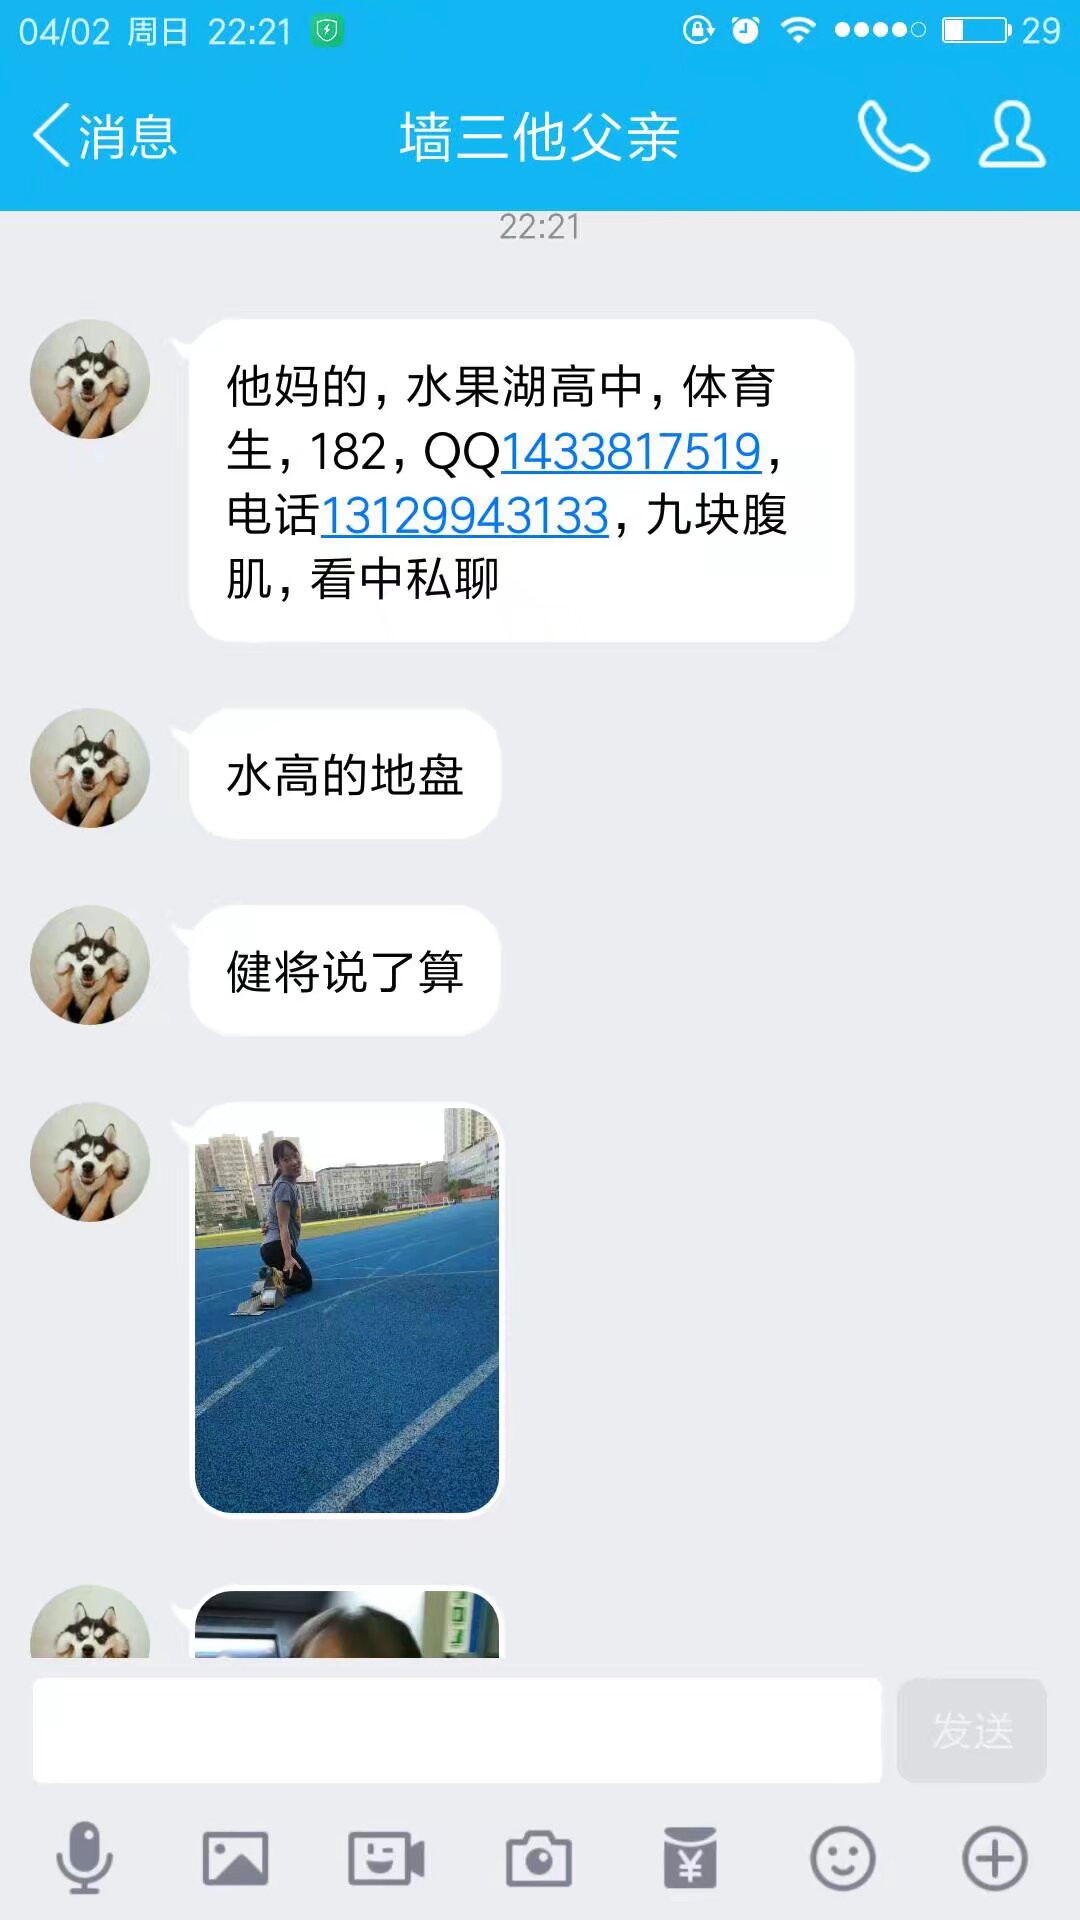 04/02 周日 22:21 29
消息 墙三他父亲
22:21
他妈的，水果湖高中，体育
生，182，QQ1433817519，
电话13129943133，九块腹
肌，看中私聊
水高的地盘
健将说了算
发送